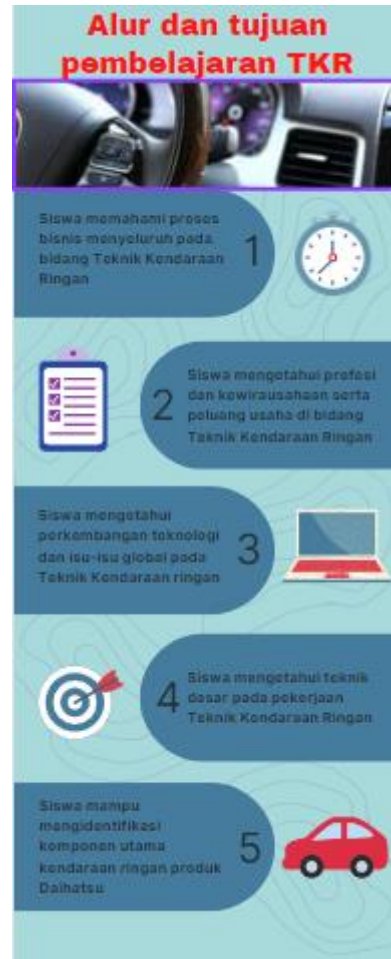 Alur dan tujuan
pembelajaran TKR
Siswa memahami proses
bisnis menyeluruh pada
bidang Teknik Kendaraan
Ringan
1
2
Siswa mengetahui profesi
dan kewirausahaan serta
peluang usaha di bidang
Teknik Kendaraan Ringan
Siswa mengetahui
perkembangan teknologi
dan isu-isu global pada
Teknik Kendaraan ringan
3
4
Siswa mengetahui teknik
dasar pada pekerjaan
Teknik Kendaraan Ringan
Siswa mampu
mengidentifikasi
komponen utama
kendaraan ringan produk
Daihatsu
5